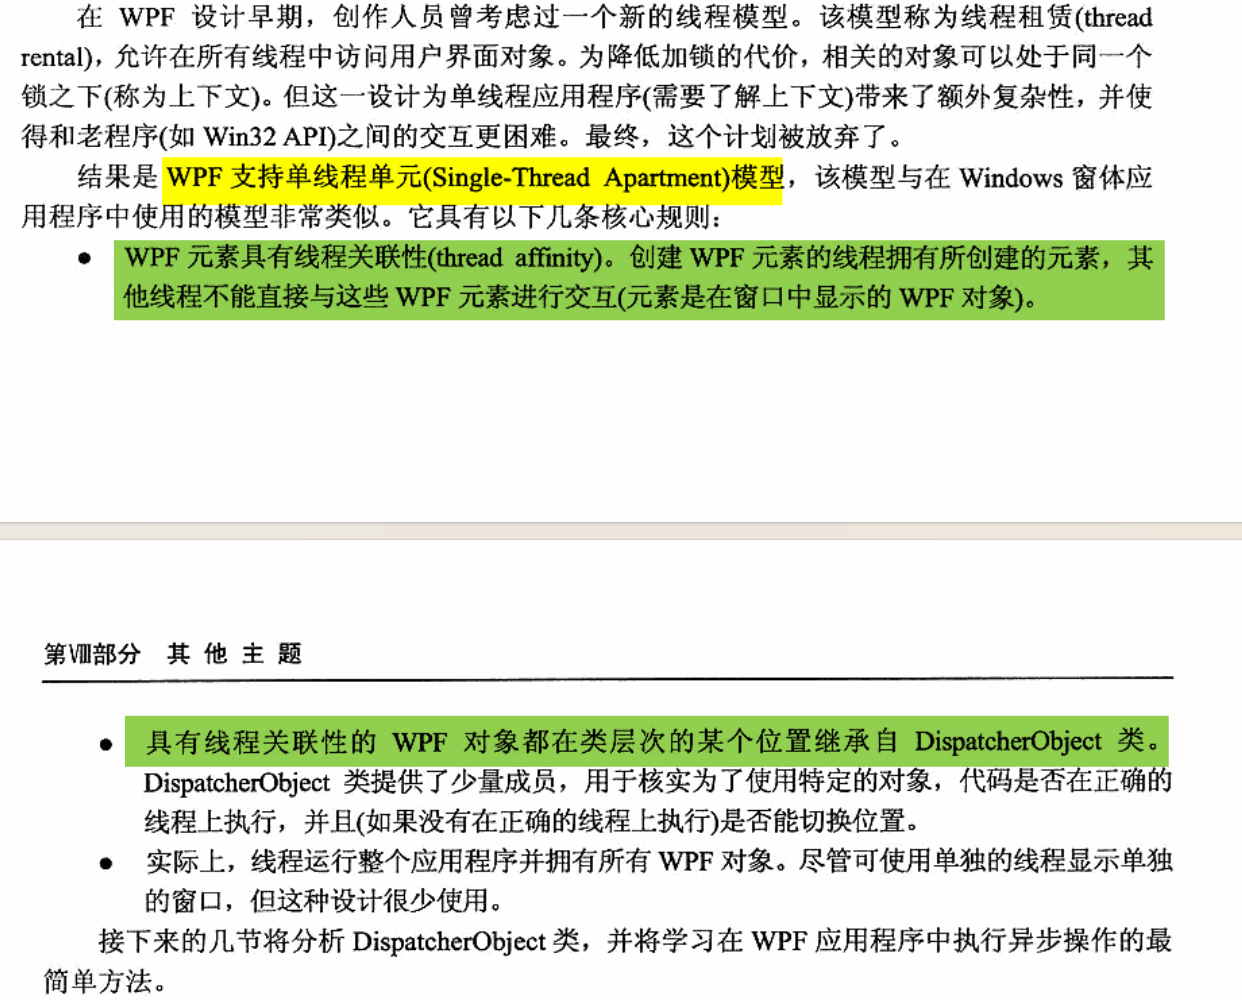 在 WPF 设计早期，创作人员曾考虑过一个新的线程模型。该模型称为线程租赁(thread
rental)，允许在所有线程中访问用户界面对象。为降低加锁的代价，相关的对象可以处于同一个
锁之下(称为上下文)。但这一设计为单线程应用程序(需要了解上下文)带来了额外复杂性，并使
得和老程序(如 Win32 API)之间的交互更困难。最终，这个计划被放弃了。
结果是 WPF 支持单线程单元(Single-Thread Apartment)模型，该模型与在 Windows 窗体应
用程序中使用的模型非常类似。它具有以下几条核心规则：
● WPF 元素具有线程关联性(thread affinity)。创建 WPF 元素的线程拥有所创建的元素，其
他线程不能直接与这些 WPF 元素进行交互(元素是在窗口中显示的 WPF 对象)。
第Ⅷ部分 其他主题
● 具有线程关联性的 WPF 对象都在类层次的某个位置继承自 DispatcherObject 类。
DispatcherObject 类提供了少量成员，用于核实为了使用特定的对象，代码是否在正确的
线程上执行，并且(如果没有在正确的线程上执行)是否能切换位置。
● 实际上，线程运行整个应用程序并拥有所有 WPF 对象。尽管可使用单独的线程显示单独
的窗口，但这种设计很少使用。
接下来的几节将分析 DispatcherObject 类，并将学习在 WPF 应用程序中执行异步操作的最
简单方法。